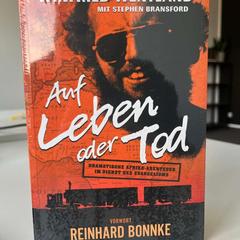 MIT STEPHEN BRANSFORD
Auf
Leben
oder Tod
DRAMATISCHE AFRIKA-ABENTEUER
IM DIENST DES EVANGELIUMS
VORWORT
REINHARD BONNKE